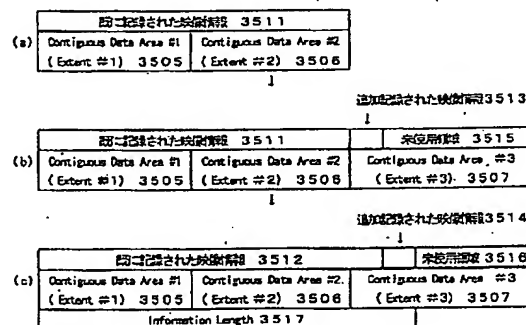 既に記録された映像情報 3511
(a) Contiguous Data Area #1 Contiguous Data Area #2
(Extent #1) 3505 (Extent #2) 3506
追加記録された映像情報3513
既に記録された映像情報 3511 未使用領域 3515
(b) Contiguous Data Area #1 Contiguous Data Area #2 Contiguous Data Area #3
(Extent #1) 3505 (Extent #2) 3506 (Extent #3) 3507
追加記録された映像情報3514
既に記録された映像情報 3512 未使用領域 3516
(c) Contiguous Data Area #1 Contiguous Data Area #2. Contiguous Data Area #3
(Extent #1) 3505 (Extent #2) 3506 (Extent #3) 3507
Information Length 3517